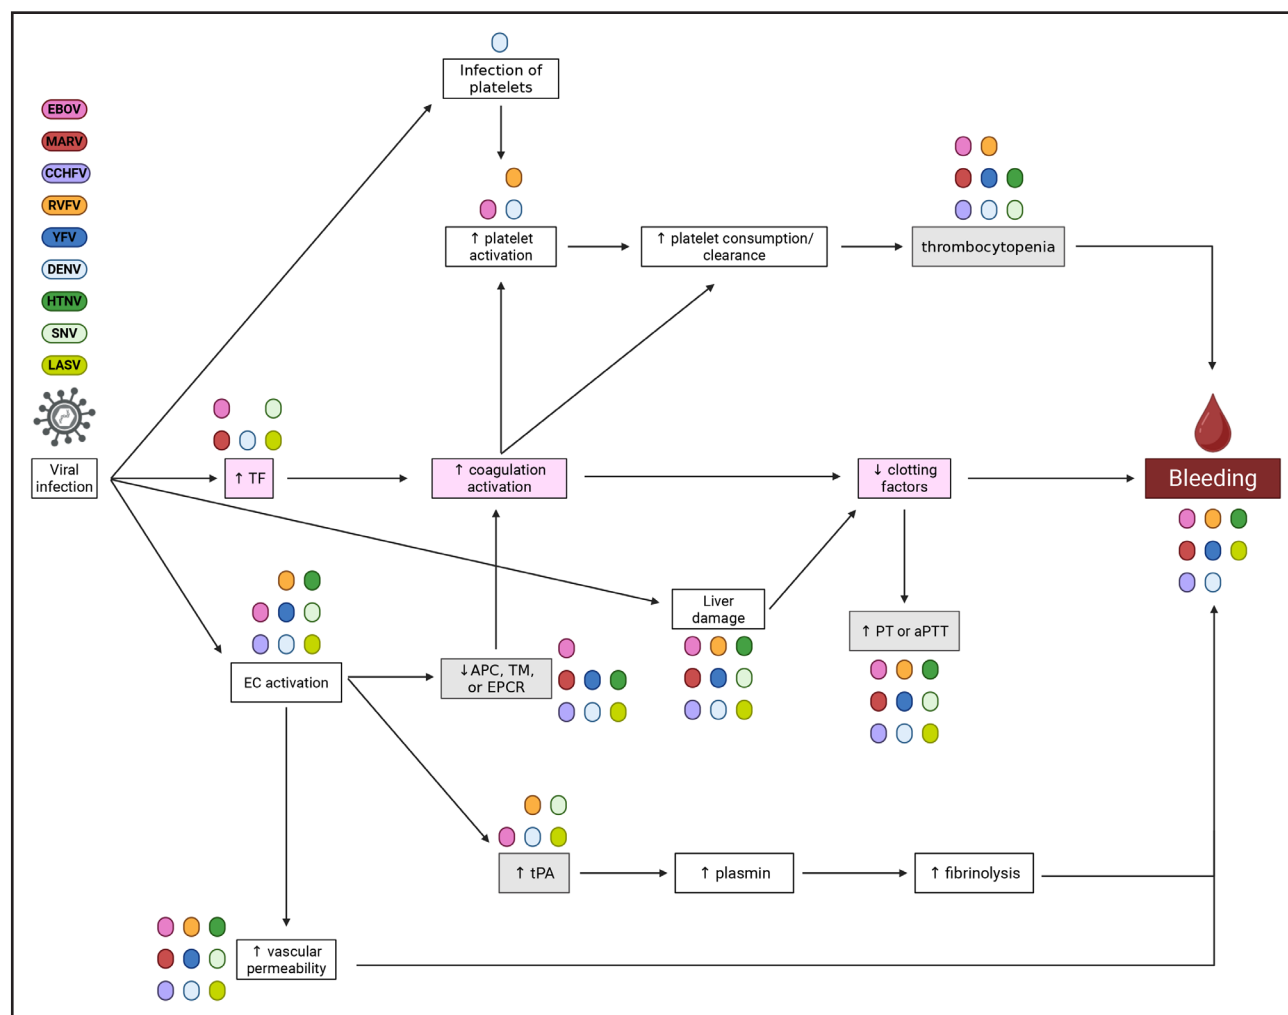 Infection of
platelets
EBOV
MARV
CCHFV
RVFV
YFV
DENV
HTNV
SNV
LASV
↑ platelet
activation
↑ platelet consumption/
clearance
thrombocytopenia
Viral
infection
↑ TF
↑ coagulation
activation
↓ clotting
factors
Bleeding
Liver
damage
↑ PT or aPTT
EC activation
↓APC, TM,
or EPCR
↑ tPA
↑ plasmin
↑ fibrinolysis
↑ vascular
permeability